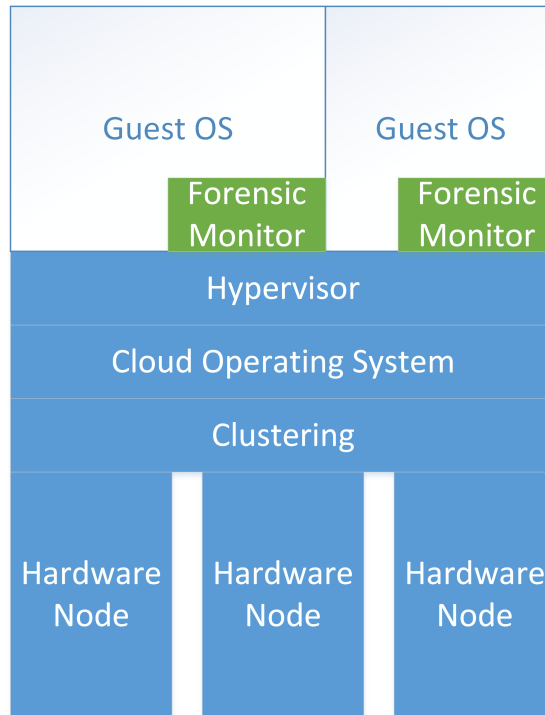 Guest OS
Guest OS
Forensic
Monitor
Forensic
Monitor
Hypervisor
Cloud Operating System
Clustering
Hardware
Node
Hardware
Node
Hardware
Node